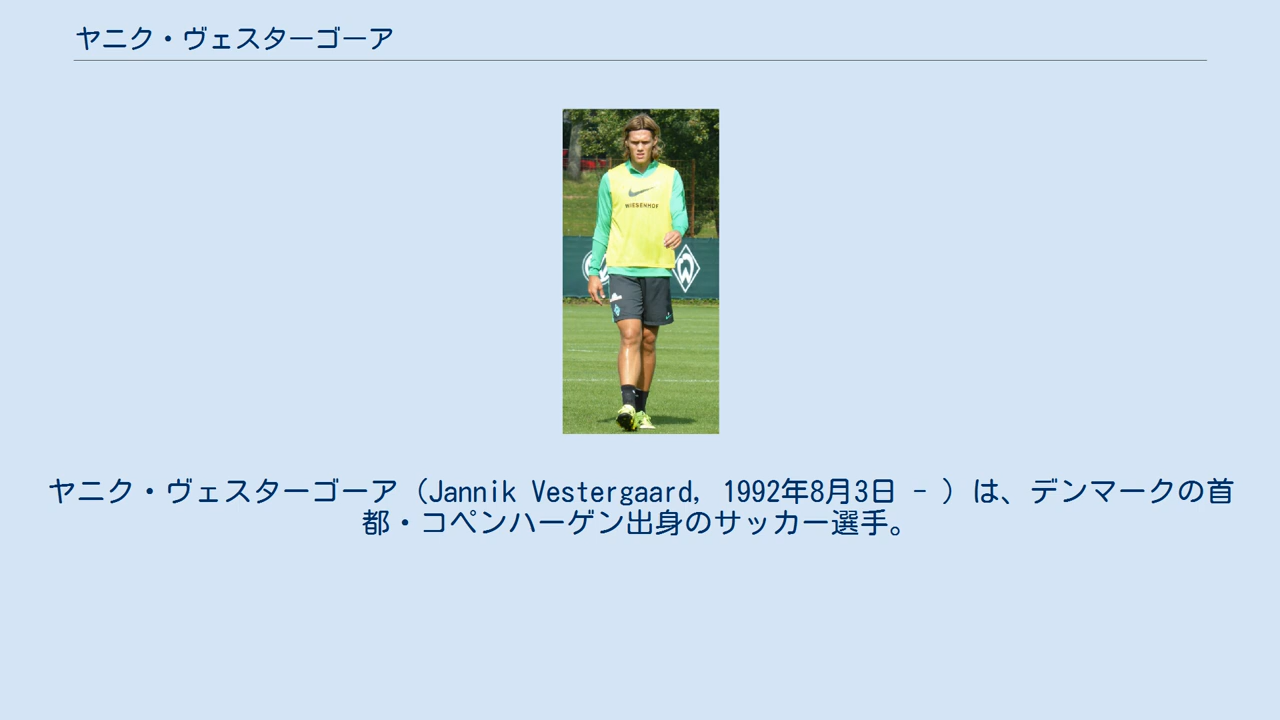 ヤニク・ヴェスターゴーア
WIESENHOF
ヤニク・ヴェスターゴーア（Jannik Vestergaard, 1992年8月3日 - ）は、デンマークの首
都・コペンハーゲン出身のサッカー選手。